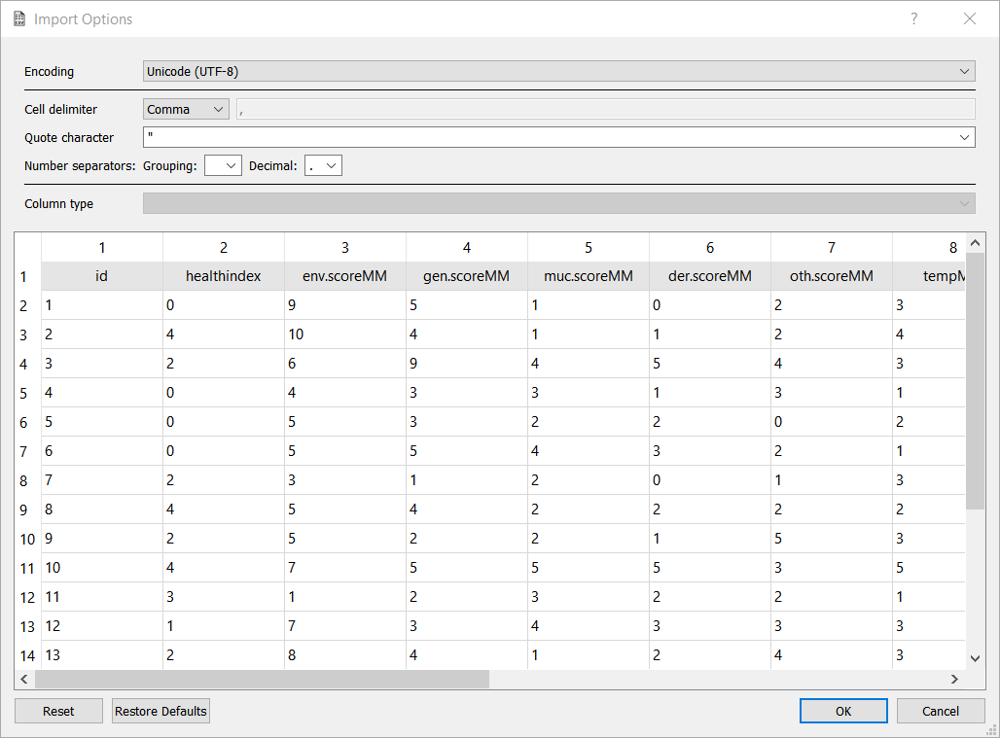 Import Options ?
Encoding Unicode (UTF-8)
Cell delimiter Comma ,
Quote character "
Number separators: Grouping: Decimal: .
Column type
1 2 3 4 5 6 7 8
1 id healthindex env.scoreMM gen.scoreMM muc.scoreMM der.scoreMM oth.scoreMM tempM
2 1 0 9 5 1 0 2 3
3 2 4 10 4 1 1 2 4
4 3 2 6 9 4 5 4 3
5 4 0 4 3 3 1 3 1
6 5 0 5 3 2 2 0 2
7 6 0 5 5 4 3 2 1
8 7 2 3 1 2 0 1 3
9 8 4 5 4 2 2 2 2
10 9 2 5 2 2 1 5 3
11 10 4 7 5 5 5 3 5
12 11 3 1 2 3 2 2 1
13 12 1 7 3 4 3 3 3
14 13 2 8 4 1 2 4 3
Reset Restore Defaults OK Cancel